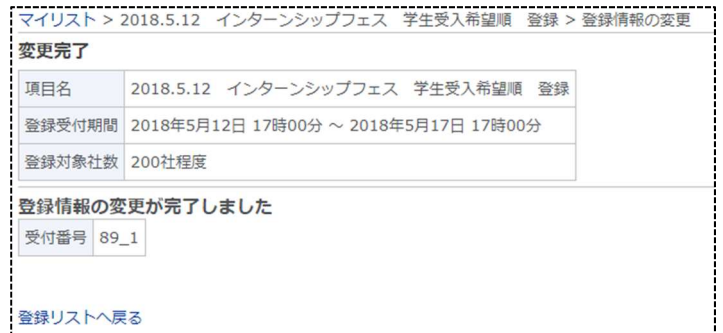 マイリスト > 2018.5.12　インターンシップフェス　学生受入希望順　登録 > 登録情報の変更
変更完了
項目名 2018.5.12　インターンシップフェス　学生受入希望順　登録
登録受付期間 2018年5月12日 17時00分 ～ 2018年5月17日 17時00分
登録対象社数 200社程度
登録情報の変更が完了しました
受付番号 89_1
登録リストへ戻る